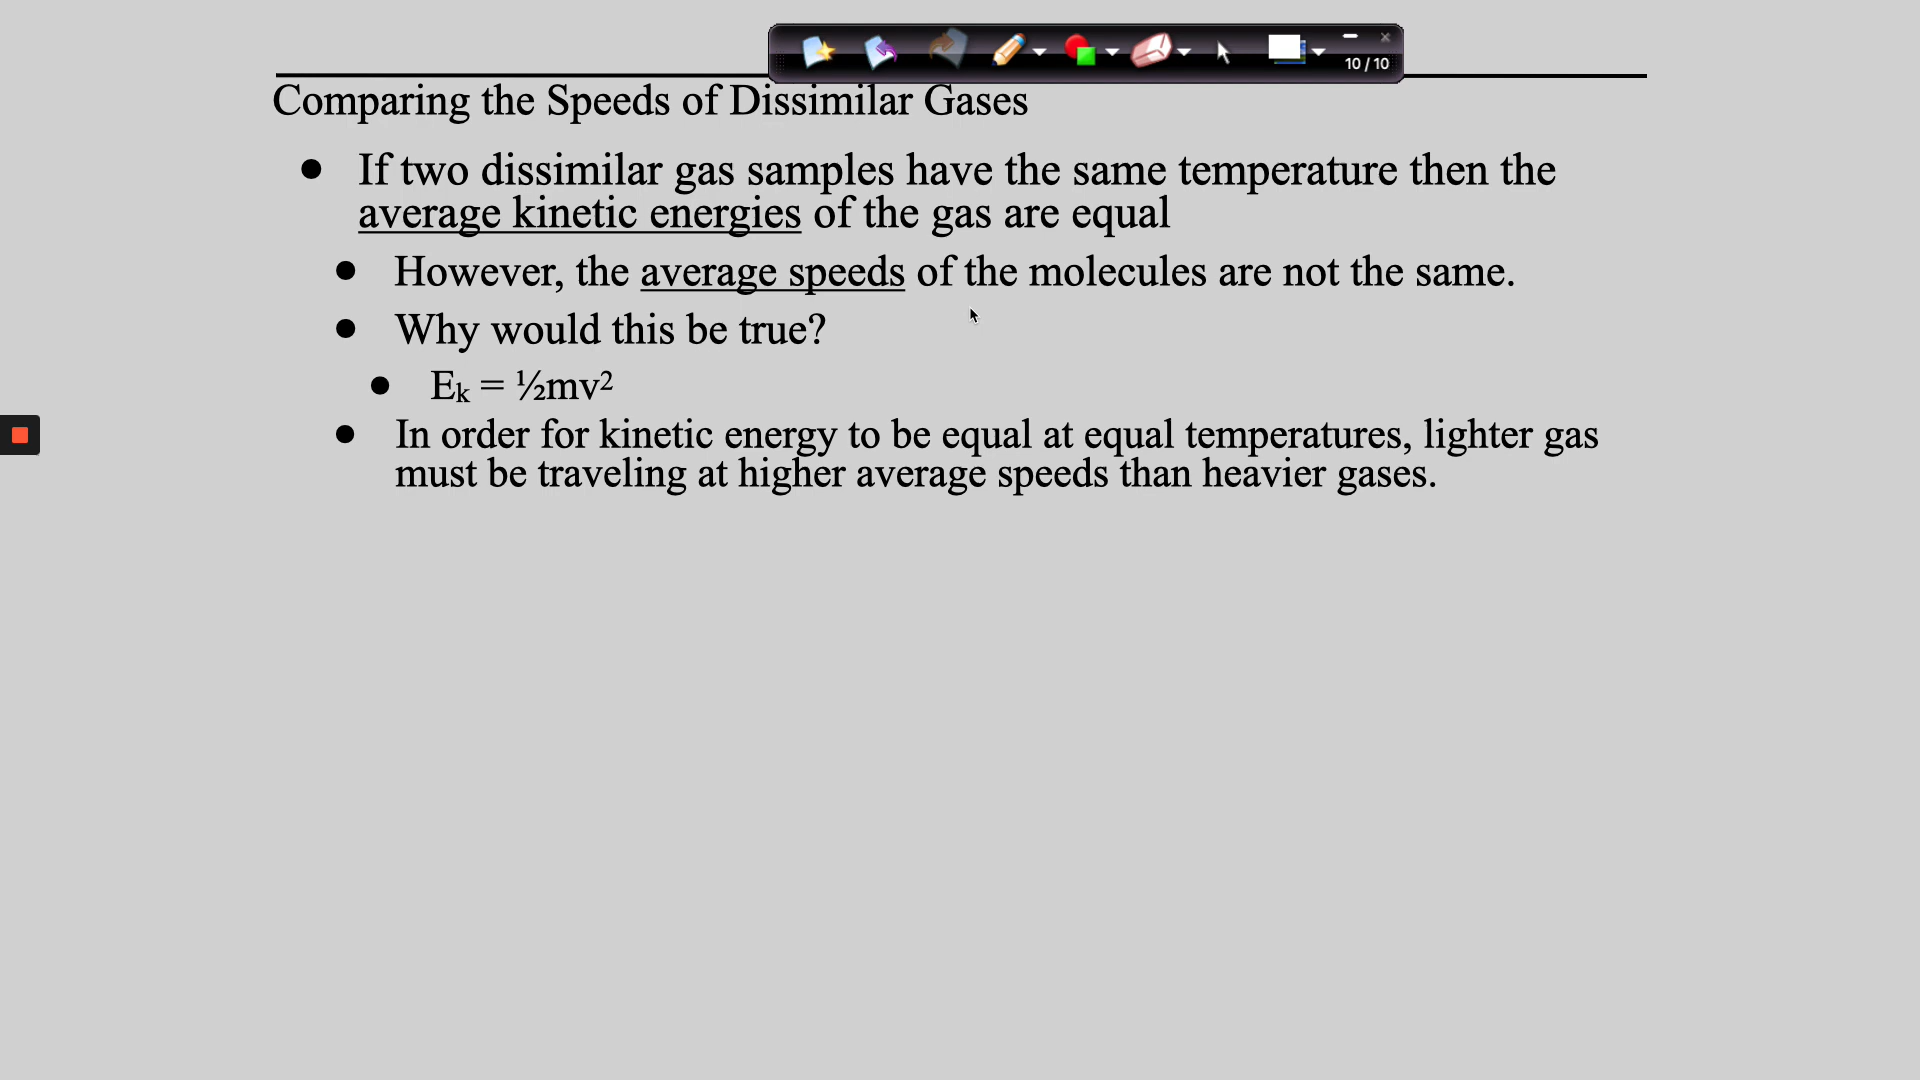 10 / 10
Comparing the Speeds of Dissimilar Gases
● If two dissimilar gas samples have the same temperature then the
average kinetic energies of the gas are equal
● However, the average speeds of the molecules are not the same.
● Why would this be true?
● Eₖ = ½mv²
● In order for kinetic energy to be equal at equal temperatures, lighter gas
must be traveling at higher average speeds than heavier gases.